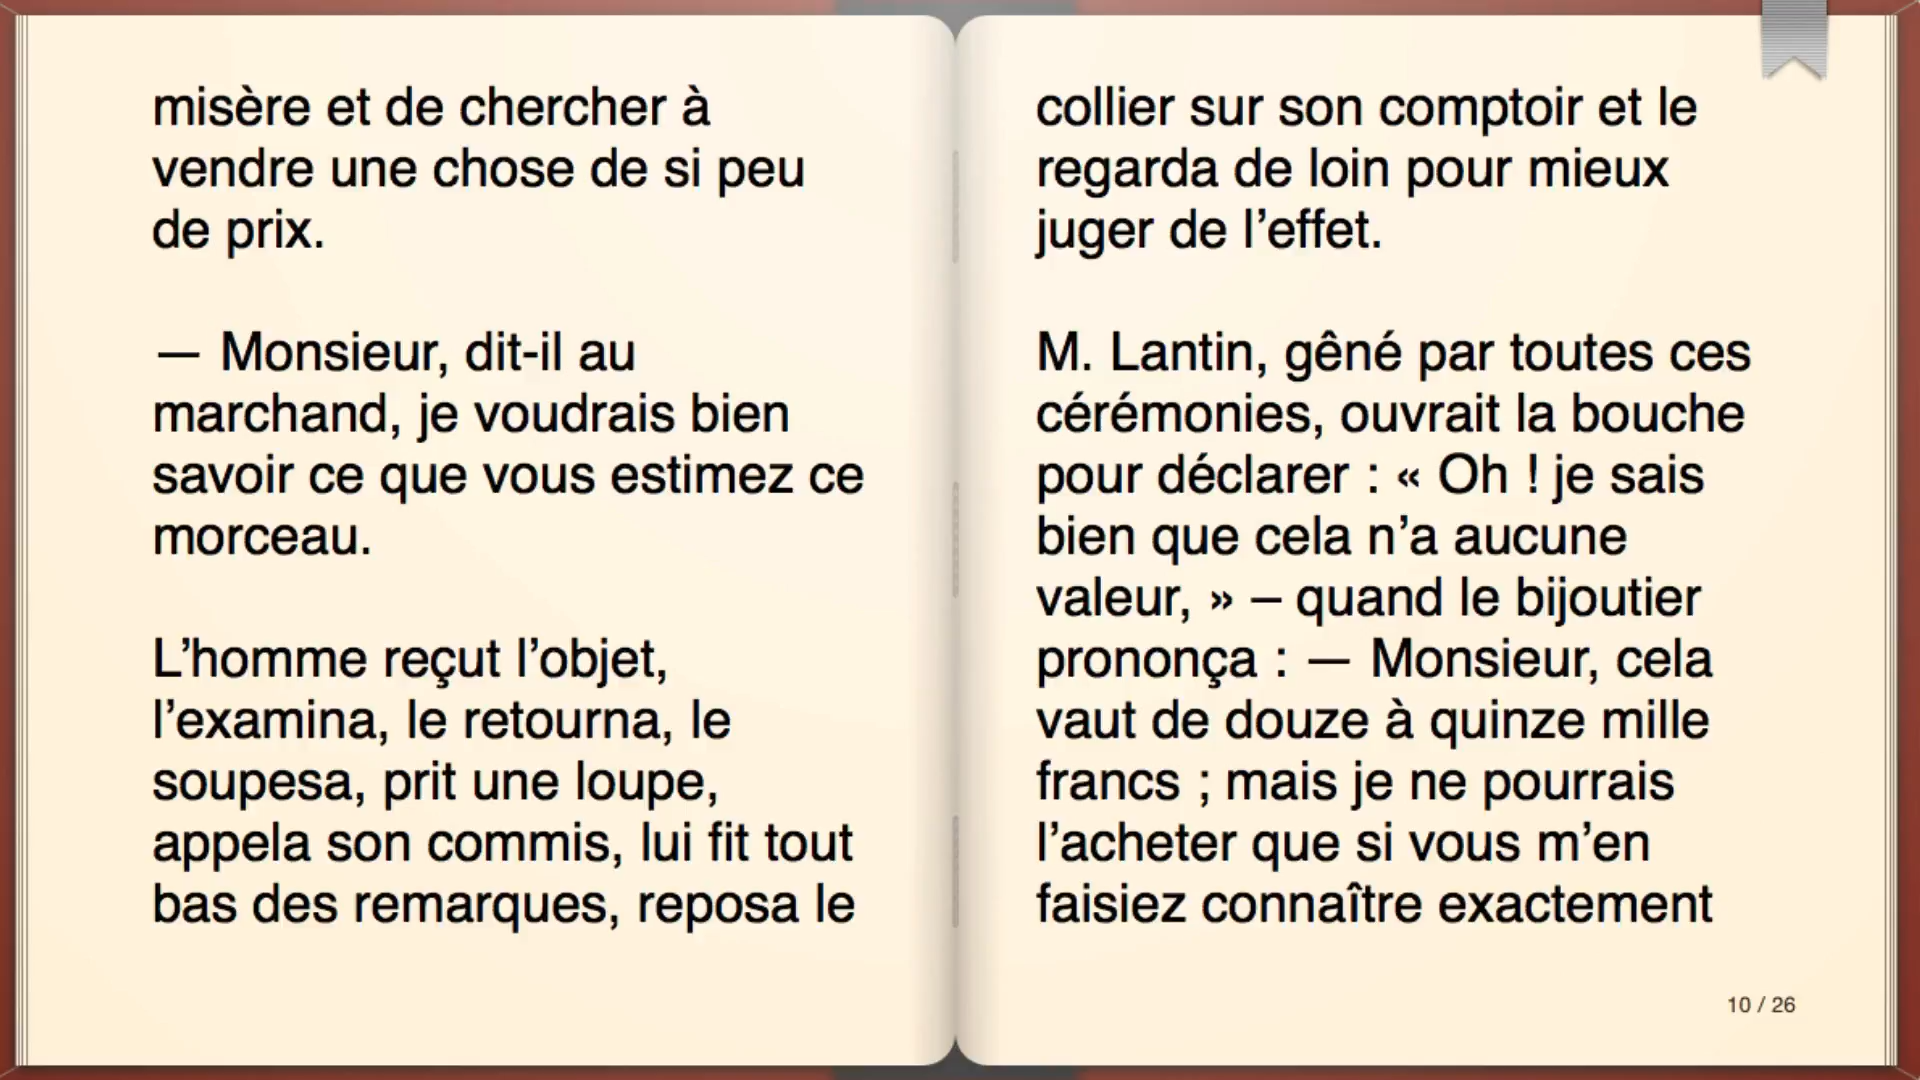 misère et de chercher à
vendre une chose de si peu
de prix.
— Monsieur, dit-il au
marchand, je voudrais bien
savoir ce que vous estimez ce
morceau.
L’homme reçut l’objet,
l’examina, le retourna, le
soupesa, prit une loupe,
appela son commis, lui fit tout
bas des remarques, reposa le
collier sur son comptoir et le
regarda de loin pour mieux
juger de l’effet.
M. Lantin, gêné par toutes ces
cérémonies, ouvrait la bouche
pour déclarer : « Oh ! je sais
bien que cela n’a aucune
valeur, » – quand le bijoutier
prononça : — Monsieur, cela
vaut de douze à quinze mille
francs ; mais je ne pourrais
l’acheter que si vous m’en
faisiez connaître exactement
10 / 26